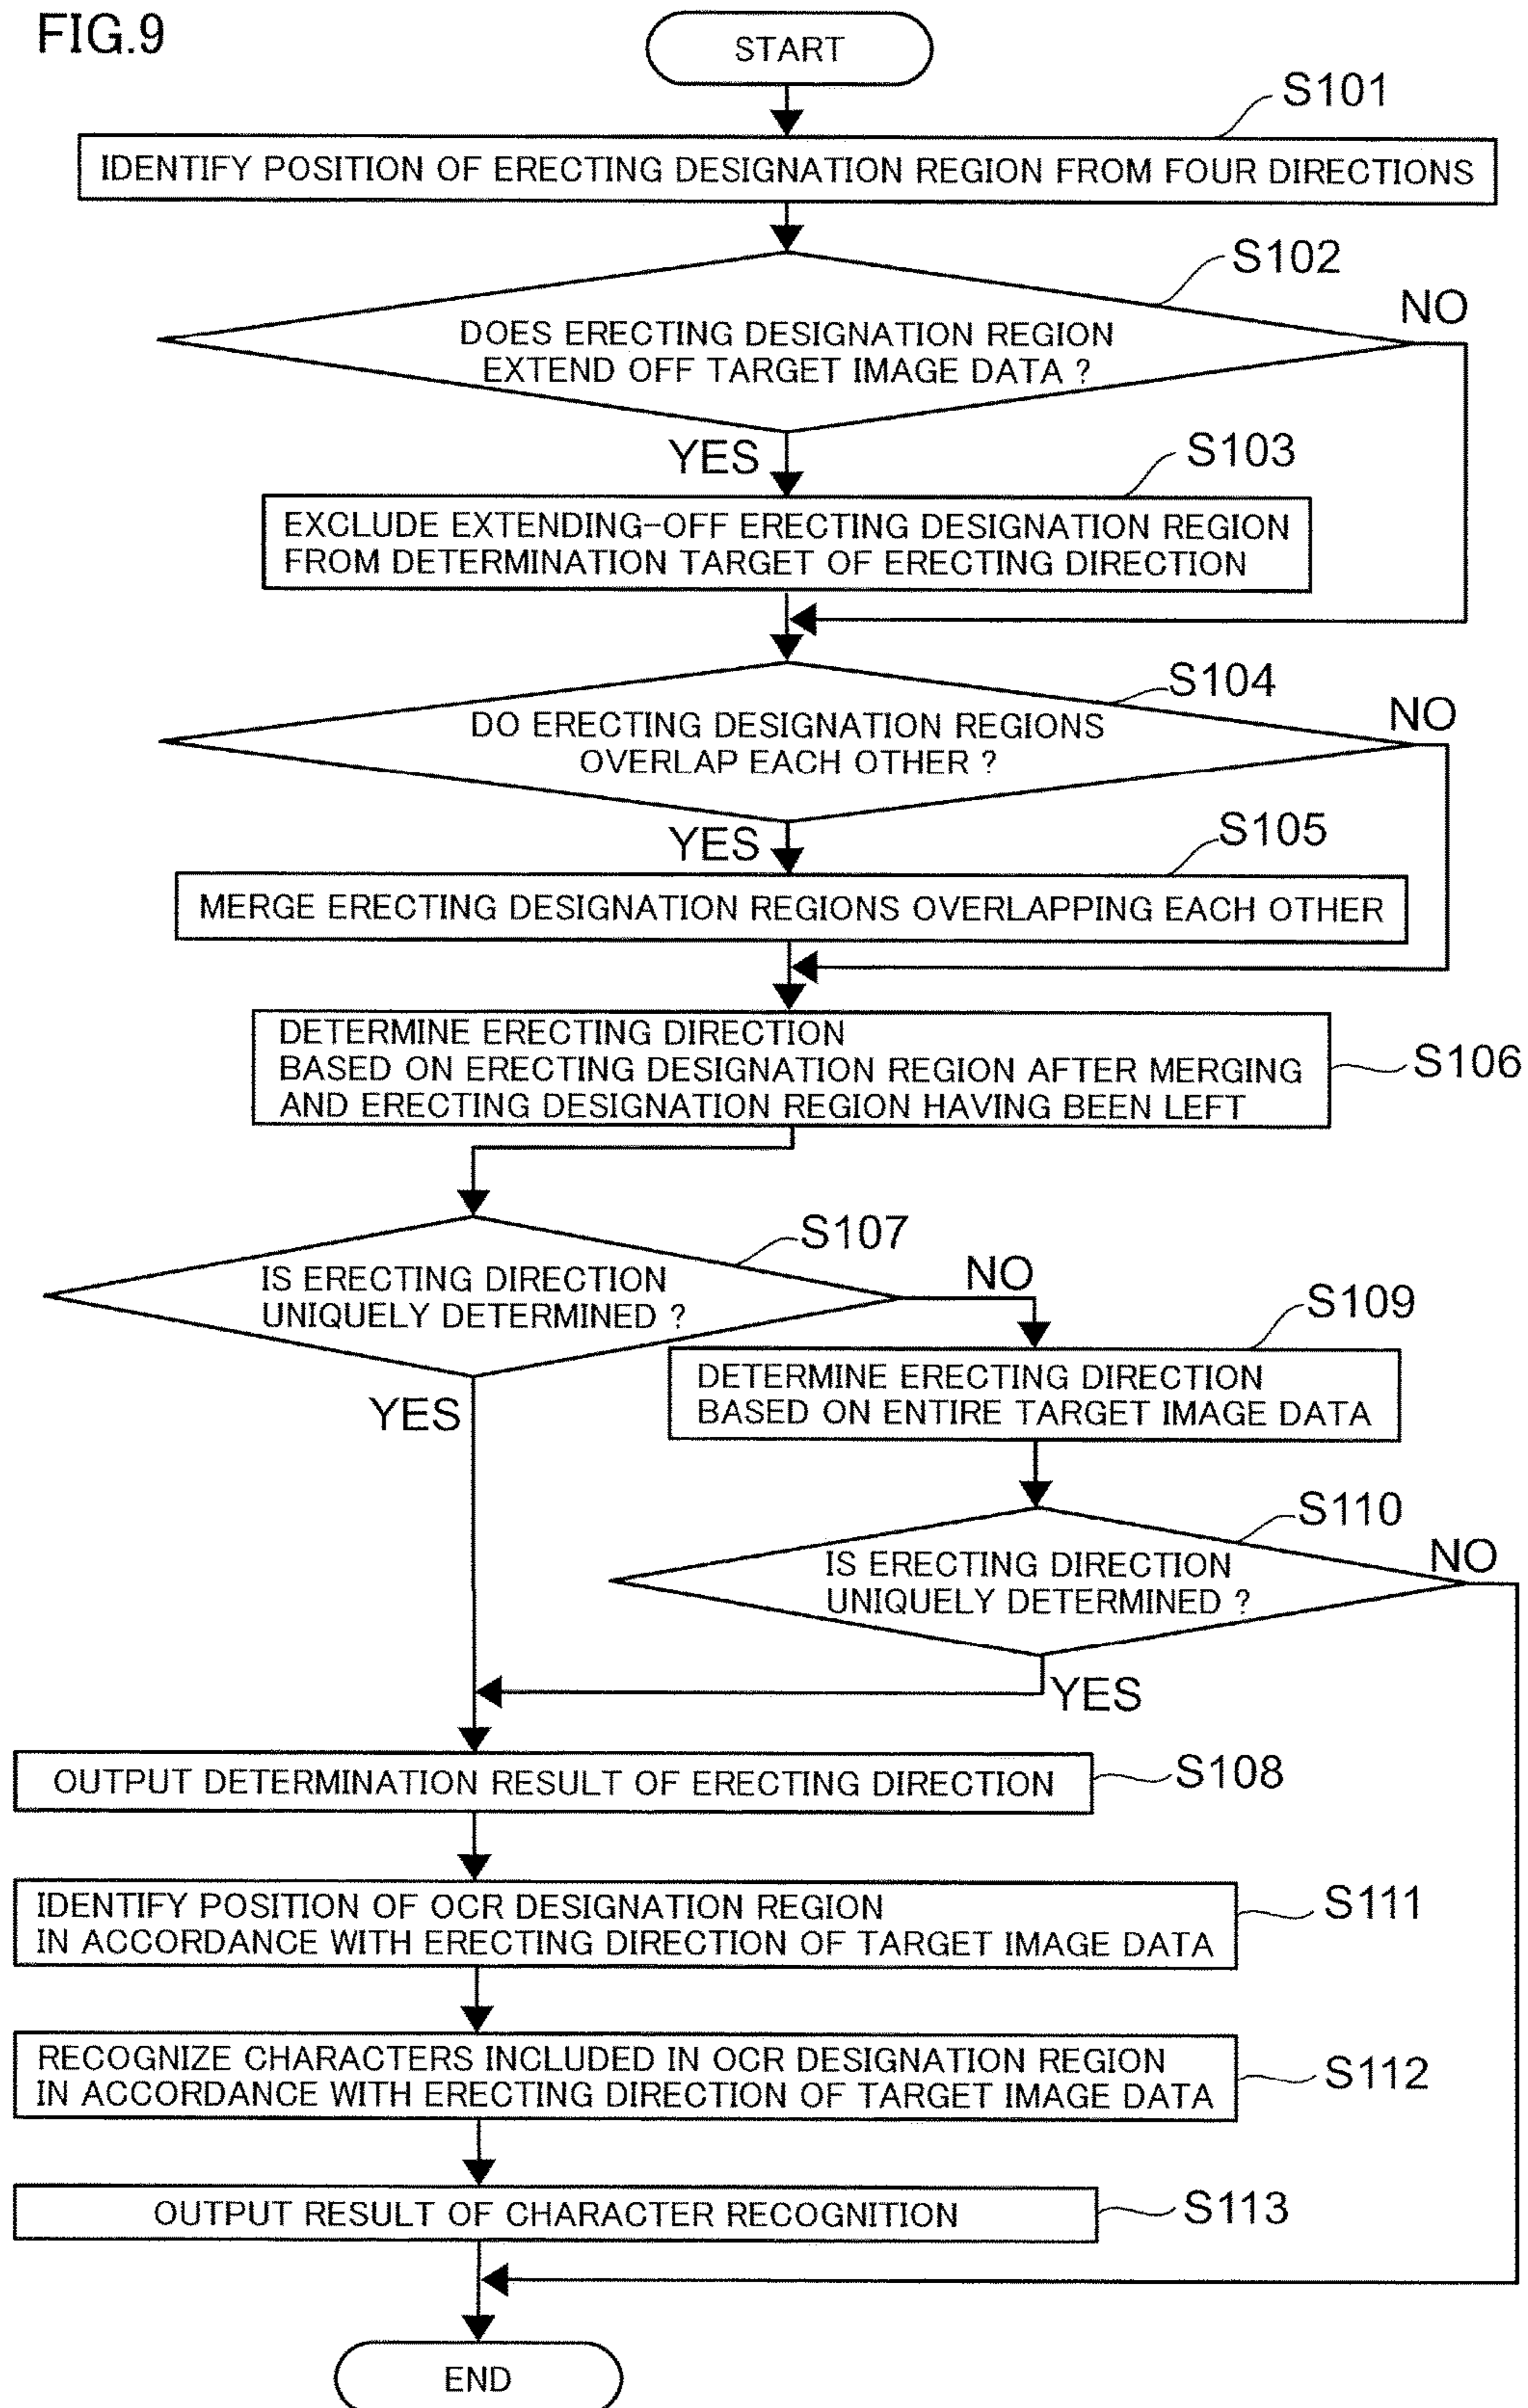 FIG.9
START
S101
IDENTIFY POSITION OF ERECTING DESIGNATION REGION FROM FOUR DIRECTIONS
S102
NO
DOES ERECTING DESIGNATION REGION
EXTEND OFF TARGET IMAGE DATA ?
YES
S103
EXCLUDE EXTENDING-OFF ERECTING DESIGNATION REGION
FROM DETERMINATION TARGET OF ERECTING DIRECTION
S104
NO
DO ERECTING DESIGNATION REGIONS
OVERLAP EACH OTHER ?
YES
S105
MERGE ERECTING DESIGNATION REGIONS OVERLAPPING EACH OTHER
DETERMINE ERECTING DIRECTION
BASED ON ERECTING DESIGNATION REGION AFTER MERGING
AND ERECTING DESIGNATION REGION HAVING BEEN LEFT
S106
S107
NO
IS ERECTING DIRECTION
UNIQUELY DETERMINED ?
YES
S109
DETERMINE ERECTING DIRECTION
BASED ON ENTIRE TARGET IMAGE DATA
S110
NO
IS ERECTING DIRECTION
UNIQUELY DETERMINED ?
YES
OUTPUT DETERMINATION RESULT OF ERECTING DIRECTION
S108
IDENTIFY POSITION OF OCR DESIGNATION REGION
IN ACCORDANCE WITH ERECTING DIRECTION OF TARGET IMAGE DATA
S111
RECOGNIZE CHARACTERS INCLUDED IN OCR DESIGNATION REGION
IN ACCORDANCE WITH ERECTING DIRECTION OF TARGET IMAGE DATA
S112
OUTPUT RESULT OF CHARACTER RECOGNITION
S113
END